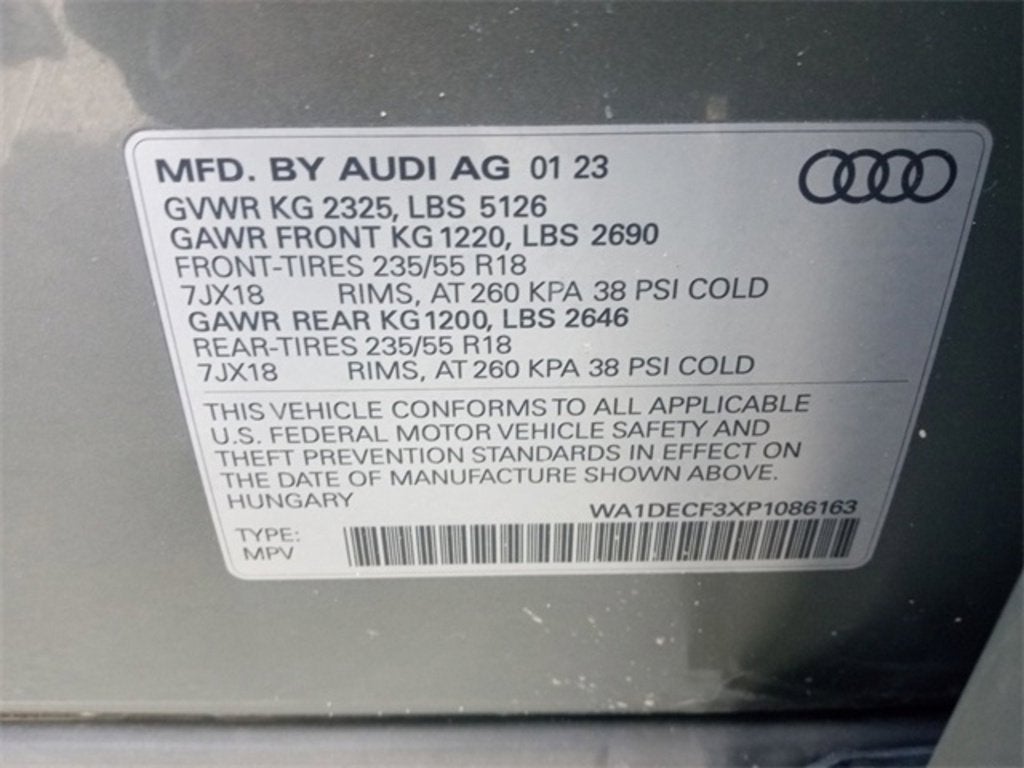 MFD. BY AUDI AG 01 23
GVWR KG 2325, LBS 5126
GAWR FRONT KG 1220, LBS 2690
FRONT-TIRES 235/55 R18
7JX18 RIMS, AT 260 KPA 38 PSI COLD
GAWR REAR KG 1200, LBS 2646
REAR-TIRES 235/55 R18
7JX18 RIMS, AT 260 KPA 38 PSI COLD
THIS VEHICLE CONFORMS TO ALL APPLICABLE
U.S. FEDERAL MOTOR VEHICLE SAFETY AND
THEFT PREVENTION STANDARDS IN EFFECT ON
THE DATE OF MANUFACTURE SHOWN ABOVE.
HUNGARY
WA1DECF3XP1086163
TYPE:
MPV